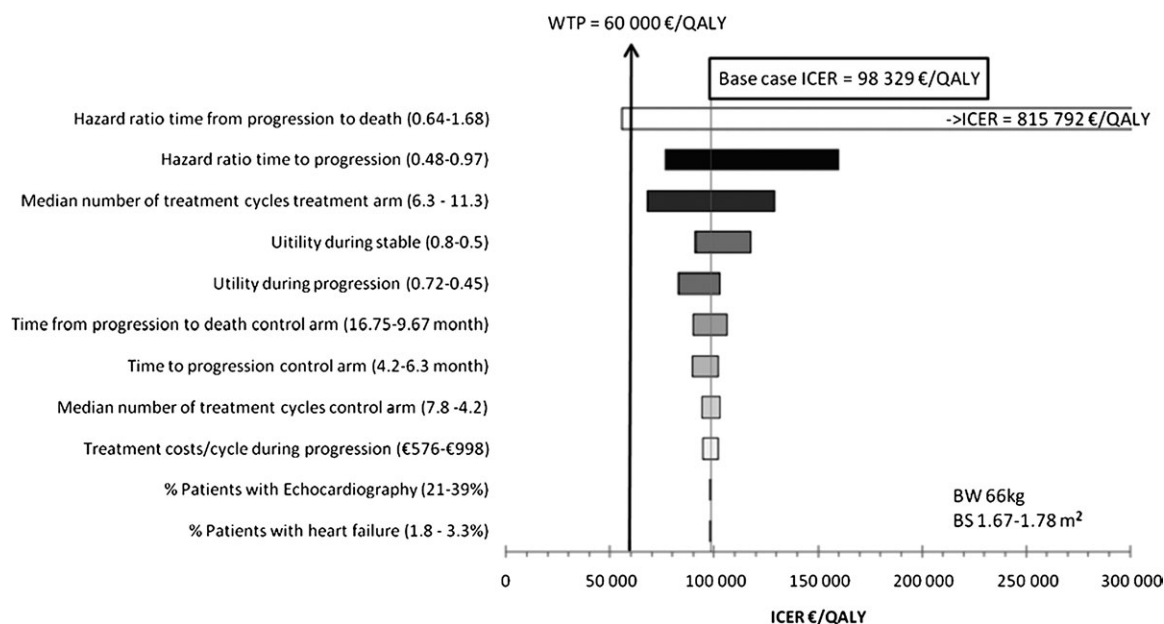 WTP = 60 000 €/QALY
Base case ICER = 98 329 €/QALY
Hazard ratio time from progression to death (0.64-1.68)
->ICER = 815 792 €/QALY
Hazard ratio time to progression (0.48-0.97)
Median number of treatment cycles treatment arm (6.3 - 11.3)
Uitility during stable (0.8-0.5)
Utility during progression (0.72-0.45)
Time from progression to death control arm (16.75-9.67 month)
Time to progression control arm (4.2-6.3 month)
Median number of treatment cycles control arm (7.8 -4.2)
Treatment costs/cycle during progression (€576-€998)
% Patients with Echocardiography (21-39%)
% Patients with heart failure (1.8 - 3.3%)
BW 66kg
BS 1.67-1.78 m²
0 50 000 100 000 150 000 200 000 250 000 300 000
ICER €/QALY